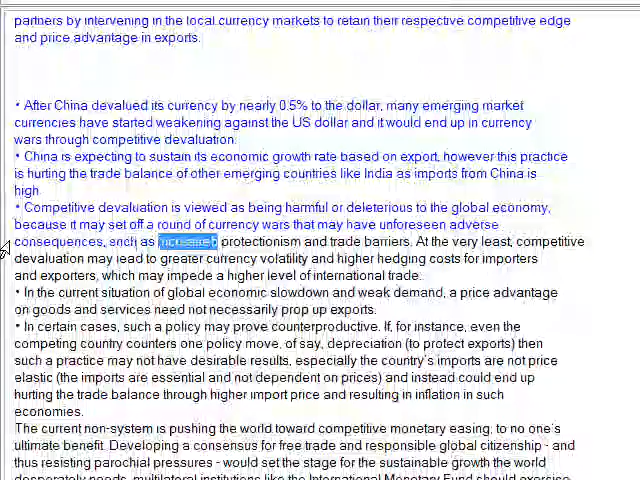 partners by intervening in the local currency markets to retain their respective competitive edge
and price advantage in exports.
• After China devalued its currency by nearly 0.5% to the dollar, many emerging market
currencies have started weakening against the US dollar and it would end up in currency
wars through competitive devaluation.
• China is expecting to sustain its economic growth rate based on export, however this practice
is hurting the trade balance of other emerging countries like India as imports from China is
high.
• Competitive devaluation is viewed as being harmful or deleterious to the global economy,
because it may set off a round of currency wars that may have unforeseen adverse
consequences, such as increased protectionism and trade barriers. At the very least, competitive
devaluation may lead to greater currency volatility and higher hedging costs for importers
and exporters, which may impede a higher level of international trade.
• In the current situation of global economic slowdown and weak demand, a price advantage
on goods and services need not necessarily prop up exports.
• In certain cases, such a policy may prove counterproductive. If, for instance, even the
competing country counters one policy move, of say, depreciation (to protect exports) then
such a practice may not have desirable results, especially the country's imports are not price
elastic (the imports are essential and not dependent on prices) and instead could end up
hurting the trade balance through higher import price and resulting in inflation in such
economies.
The current non-system is pushing the world toward competitive monetary easing, to no one's
ultimate benefit. Developing a consensus for free trade and responsible global citizenship - and
thus resisting parochial pressures - would set the stage for the sustainable growth the world
desperately needs, multilateral institutions like the International Monetary Fund should exercise